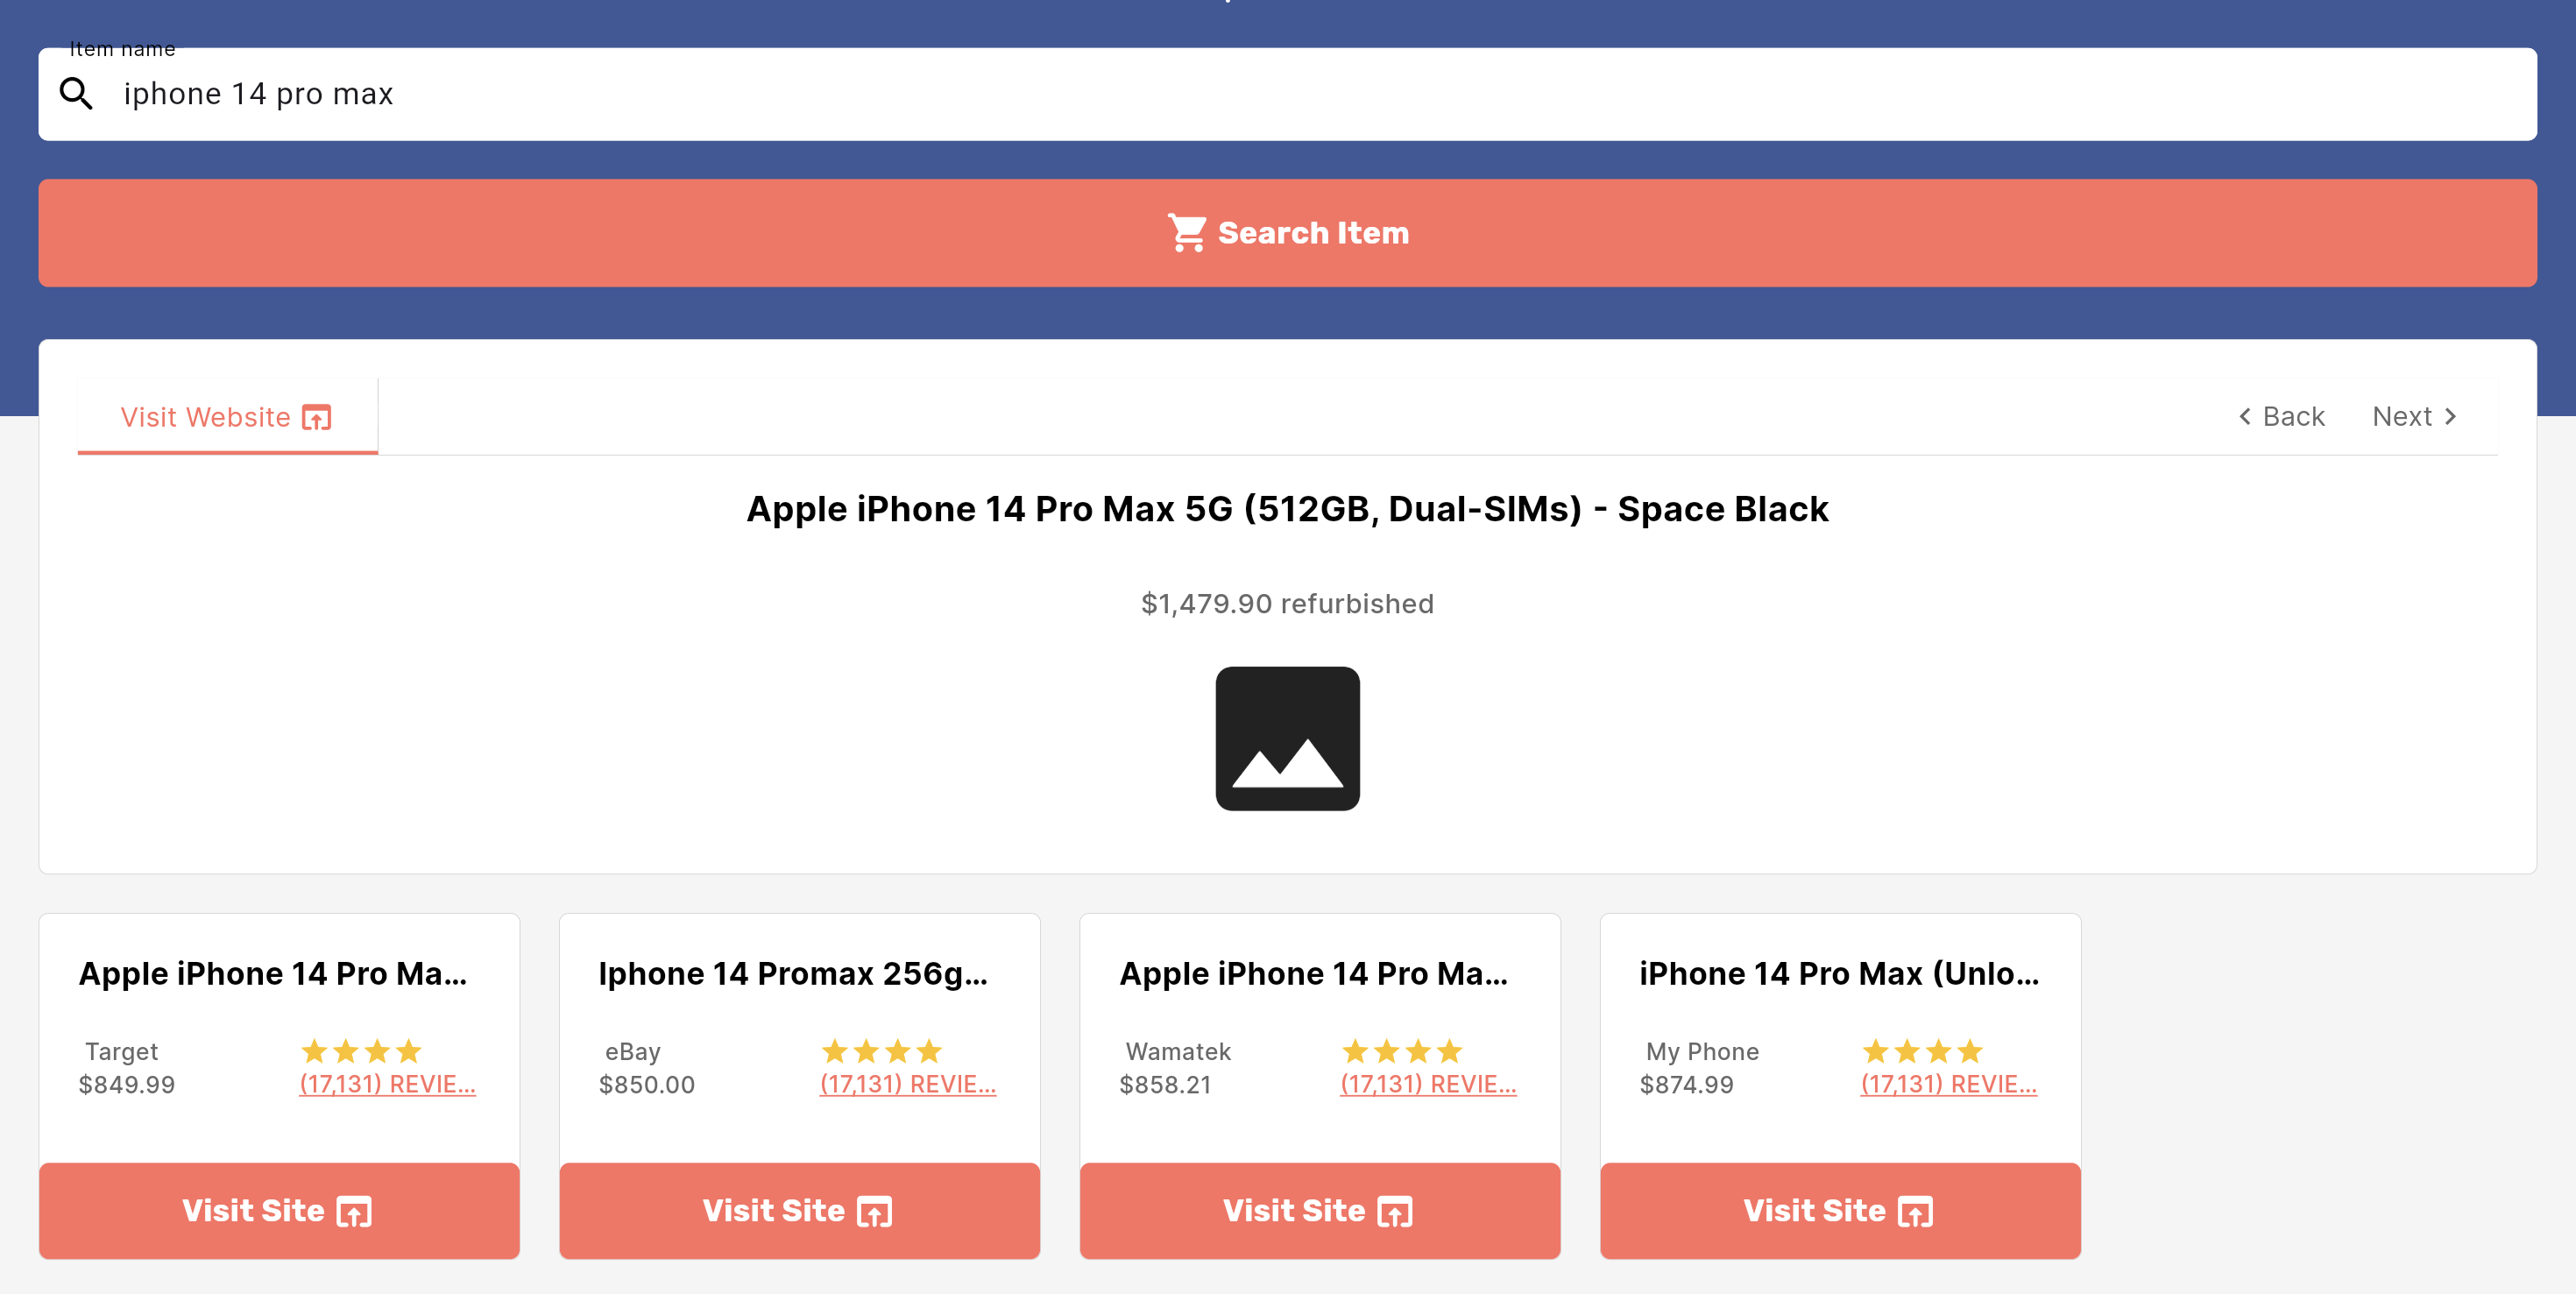 Item name
iphone 14 pro max
Search Item
Visit Website
Back Next
Apple iPhone 14 Pro Max 5G (512GB, Dual-SIMs) - Space Black
$1,479.90 refurbished
Apple iPhone 14 Pro Ma...
Target
$849.99 (17,131) REVIE...
Visit Site
Iphone 14 Promax 256g...
eBay
$850.00 (17,131) REVIE...
Visit Site
Apple iPhone 14 Pro Ma...
Wamatek
$858.21 (17,131) REVIE...
Visit Site
iPhone 14 Pro Max (Unlo...
My Phone
$874.99 (17,131) REVIE...
Visit Site